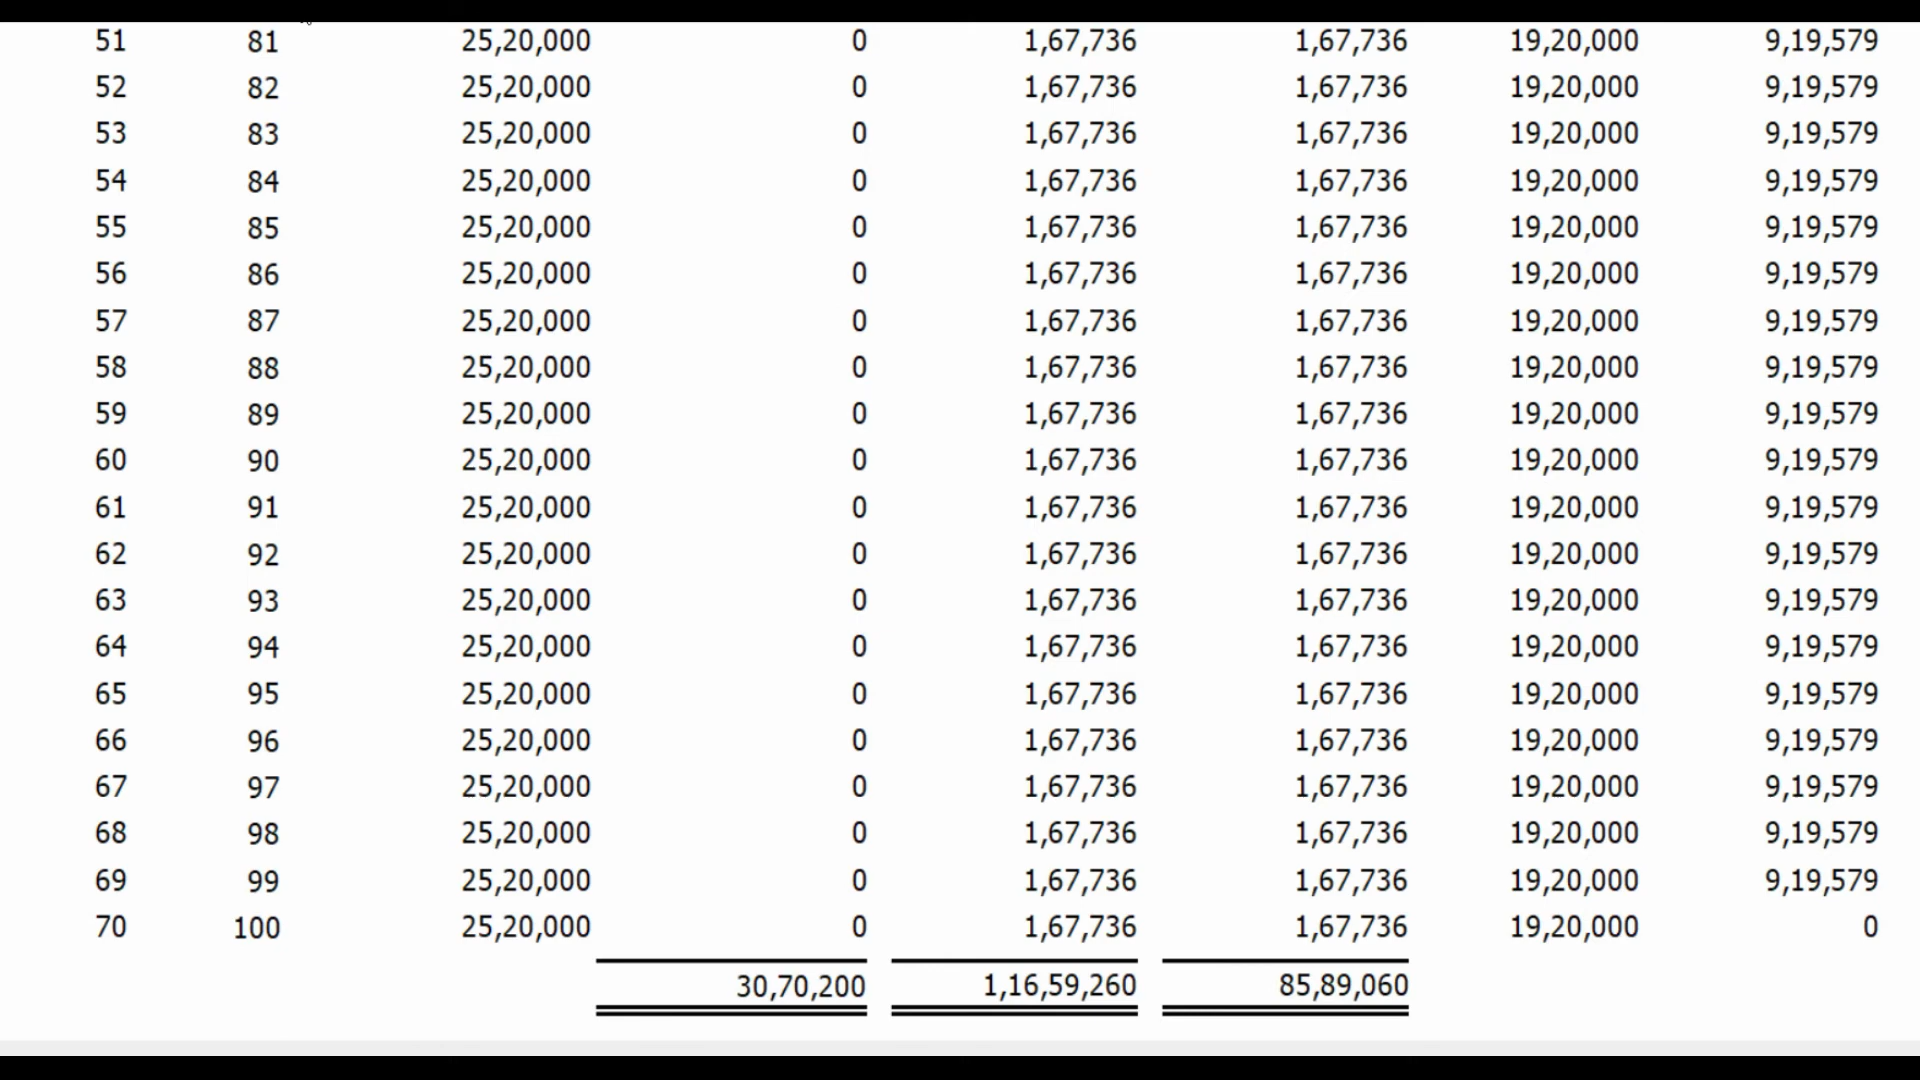 51 81 25,20,000 0 1,67,736 1,67,736 19,20,000 9,19,579
52 82 25,20,000 0 1,67,736 1,67,736 19,20,000 9,19,579
53 83 25,20,000 0 1,67,736 1,67,736 19,20,000 9,19,579
54 84 25,20,000 0 1,67,736 1,67,736 19,20,000 9,19,579
55 85 25,20,000 0 1,67,736 1,67,736 19,20,000 9,19,579
56 86 25,20,000 0 1,67,736 1,67,736 19,20,000 9,19,579
57 87 25,20,000 0 1,67,736 1,67,736 19,20,000 9,19,579
58 88 25,20,000 0 1,67,736 1,67,736 19,20,000 9,19,579
59 89 25,20,000 0 1,67,736 1,67,736 19,20,000 9,19,579
60 90 25,20,000 0 1,67,736 1,67,736 19,20,000 9,19,579
61 91 25,20,000 0 1,67,736 1,67,736 19,20,000 9,19,579
62 92 25,20,000 0 1,67,736 1,67,736 19,20,000 9,19,579
63 93 25,20,000 0 1,67,736 1,67,736 19,20,000 9,19,579
64 94 25,20,000 0 1,67,736 1,67,736 19,20,000 9,19,579
65 95 25,20,000 0 1,67,736 1,67,736 19,20,000 9,19,579
66 96 25,20,000 0 1,67,736 1,67,736 19,20,000 9,19,579
67 97 25,20,000 0 1,67,736 1,67,736 19,20,000 9,19,579
68 98 25,20,000 0 1,67,736 1,67,736 19,20,000 9,19,579
69 99 25,20,000 0 1,67,736 1,67,736 19,20,000 9,19,579
70 100 25,20,000 0 1,67,736 1,67,736 19,20,000 0
30,70,200 1,16,59,260 85,89,060